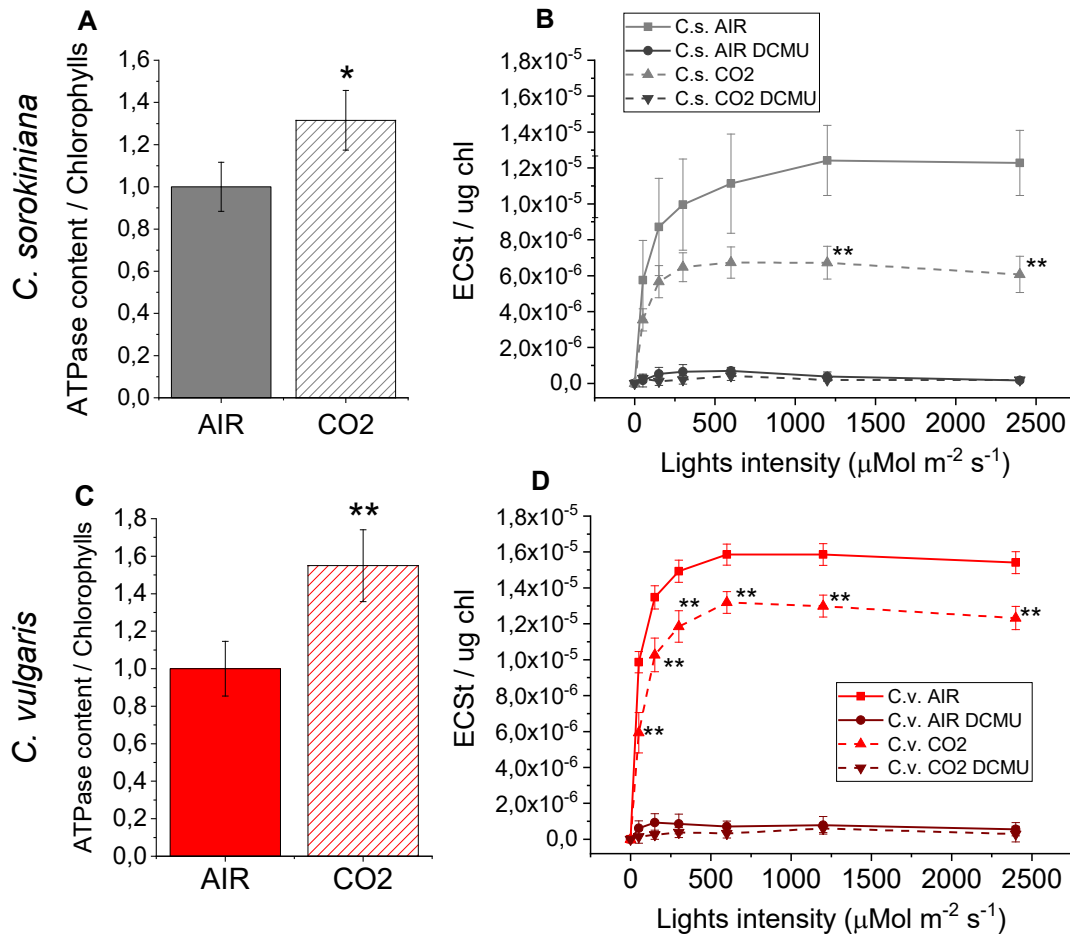 A
C. sorokiniana
ATPase content / Chlorophylls
1,6
1,4
1,2
1,0
0,8
0,6
0,4
0,2
0,0
*
AIR
CO2
B
C.s. AIR
C.s. AIR DCMU
C.s. CO2
C.s. CO2 DCMU
ECSt / ug chl
1,8x10⁻⁵
1,6x10⁻⁵
1,4x10⁻⁵
1,2x10⁻⁵
1,0x10⁻⁵
8,0x10⁻⁶
6,0x10⁻⁶
4,0x10⁻⁶
2,0x10⁻⁶
0,0
**
**
0 500 1000 1500 2000 2500
Lights intensity (μMol m⁻² s⁻¹)
C
C. vulgaris
ATPase content / Chlorophylls
1,8
1,6
1,4
1,2
1,0
0,8
0,6
0,4
0,2
0,0
**
AIR
CO2
D
ECSt / ug chl
1,8x10⁻⁵
1,6x10⁻⁵
1,4x10⁻⁵
1,2x10⁻⁵
1,0x10⁻⁵
8,0x10⁻⁶
6,0x10⁻⁶
4,0x10⁻⁶
2,0x10⁻⁶
0,0
**
**
**
**
**
**
C.v. AIR
C.v. AIR DCMU
C.v. CO2
C.v. CO2 DCMU
0 500 1000 1500 2000 2500
Lights intensity (μMol m⁻² s⁻¹)